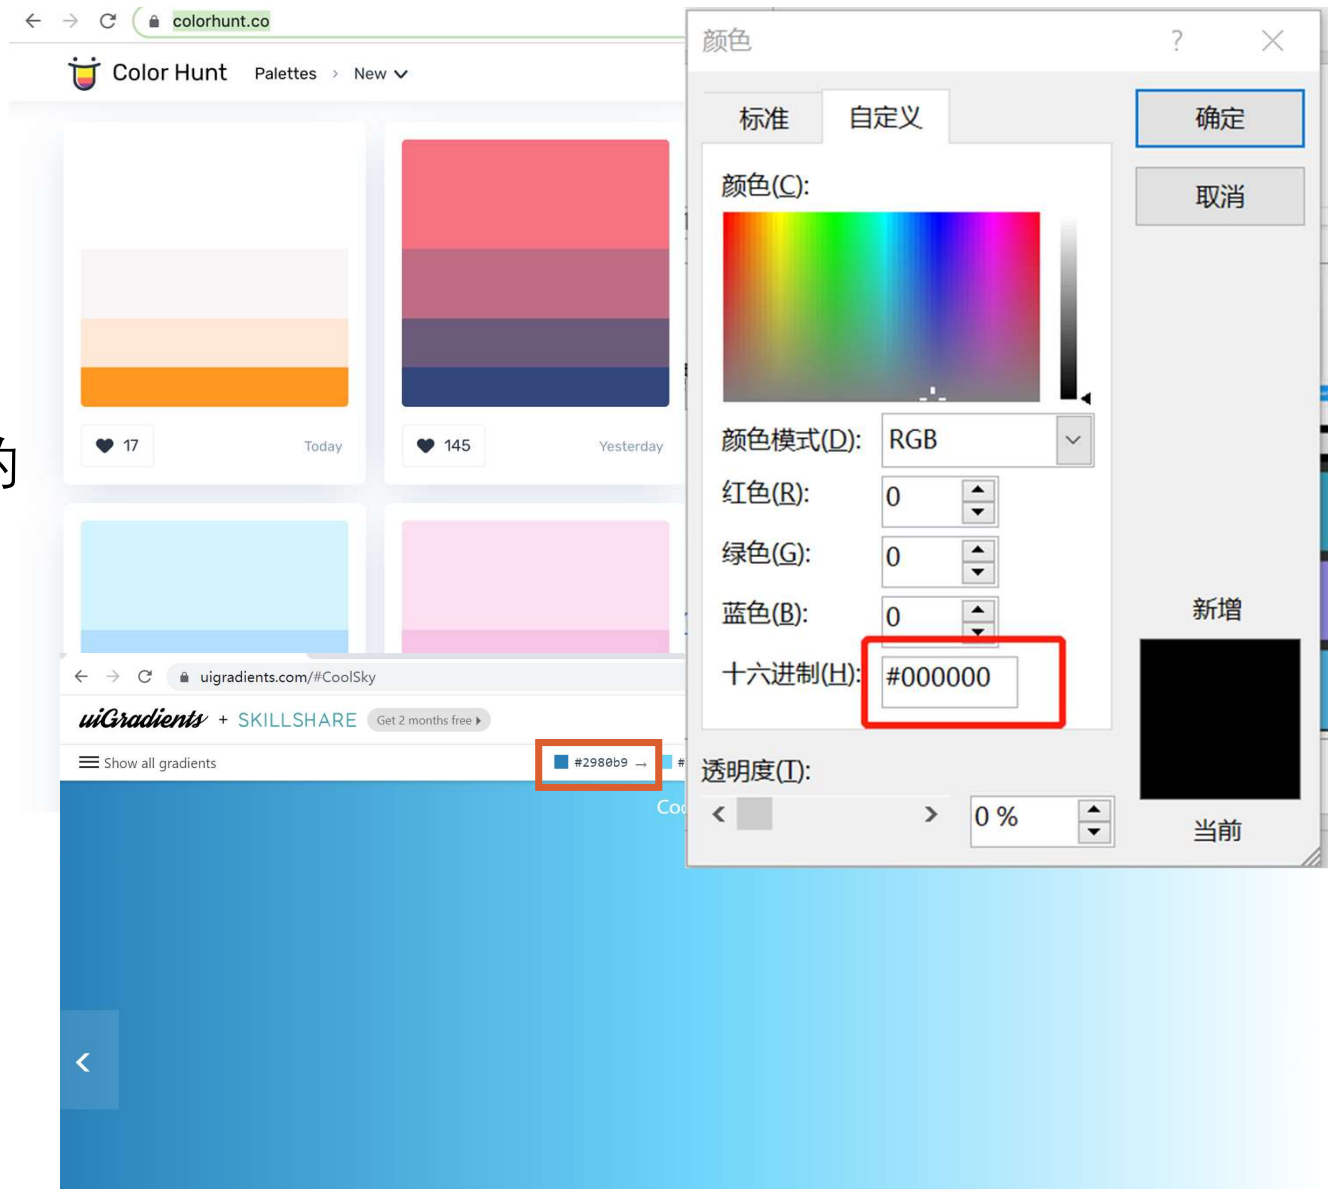 colorhunt.co
Color Hunt Palettes > New
17 Today
145 Yesterday
的
uigradients.com/#CoolSky
uiGradients + SKILLSHARE Get 2 months free
Show all gradients
#2980b9 → #
颜色 ?
标准 自定义
确定
取消
颜色(C):
颜色模式(D): RGB
红色(R): 0
绿色(G): 0
蓝色(B): 0
十六进制(H): #000000
透明度(T):
0 %
新增
当前